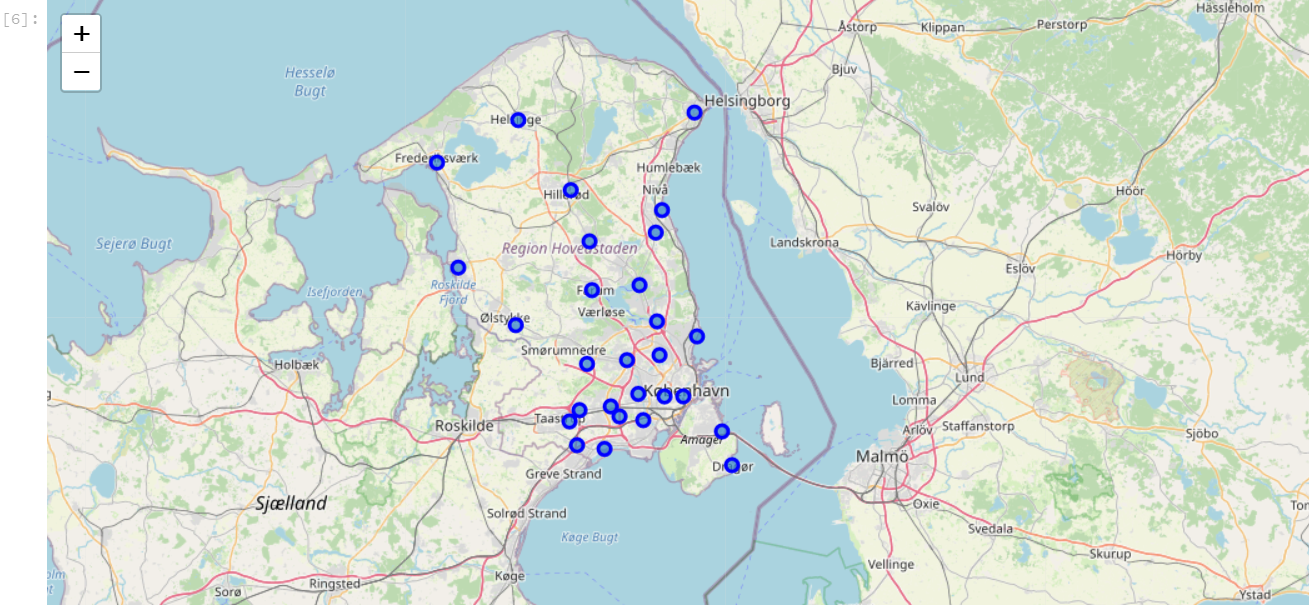 [6]:
+
−
Hesselø
Bugt
Sejerø Bugt
Isefjorden
Roskilde
Fjord
Holbæk
Roskilde
Sjælland
Sorø
Ringsted
Køge
Solrød Strand
Greve Strand
Køge Bugt
Humlebæk
Nivå
Region Hovedstaden
Værløse
Smørumnedre
København
Amager
Helsingborg
Åstorp
Klippan
Perstorp
Hässleholm
Bjuv
Landskrona
Svalöv
Höör
Hörby
Eslöv
Kävlinge
Bjärred
Lund
Lomma
Arlöv
Staffanstorp
Malmö
Oxie
Svedala
Skurup
Vellinge
Sjöbo
Ystad